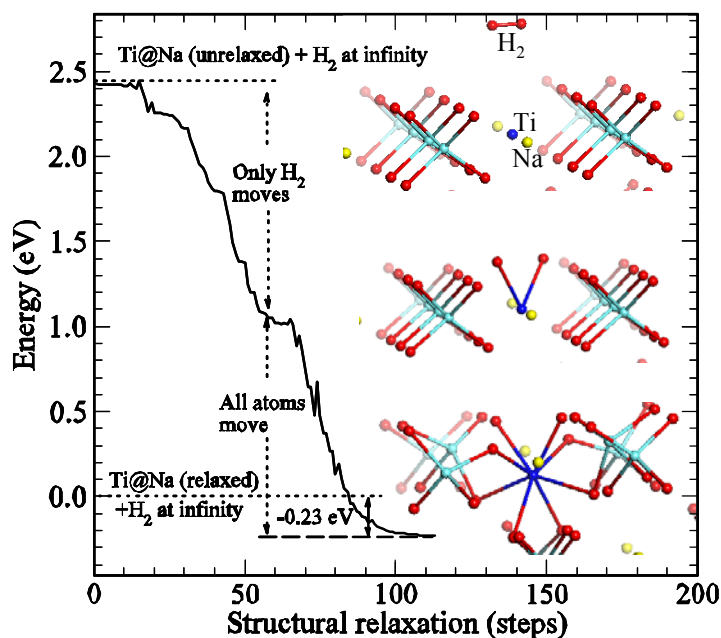 Ti@Na (unrelaxed) + H₂ at infinity
H₂
2.5
2.0
1.5
1.0
0.5
0.0
Energy (eV)
Ti
Na
Only H₂
moves
All atoms
move
Ti@Na (relaxed)
+H₂ at infinity
-0.23 eV
0
50
100
150
200
Structural relaxation (steps)